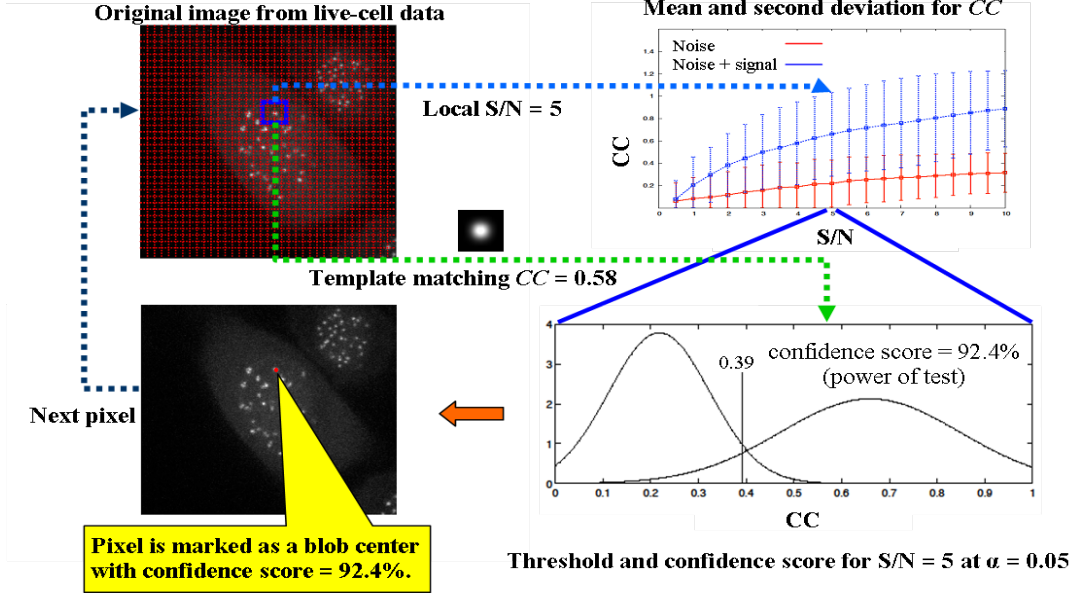 Original image from live-cell data
Mean and second deviation for CC
Noise
Noise + signal
1.4
1.2
1.0
0.8
0.6
0.4
0.2
CC
0 1 2 3 4 5 6 7 8 9 10
S/N
Local S/N = 5
Template matching CC = 0.58
4
3
2
1
0
0.39
confidence score = 92.4%
(power of test)
0 0.1 0.2 0.3 0.4 0.5 0.6 0.7 0.8 0.9 1
CC
Next pixel
Pixel is marked as a blob center
with confidence score = 92.4%.
Threshold and confidence score for S/N = 5 at α = 0.05